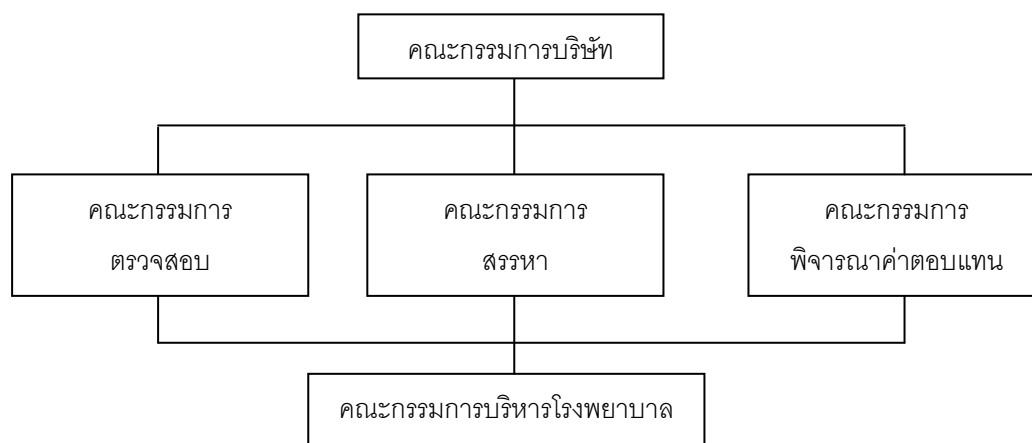 คณะกรรมการบริษัท
คณะกรรมการ
ตรวจสอบ
คณะกรรมการ
สรรหา
คณะกรรมการ
พิจารณาค่าตอบแทน
คณะกรรมการบริหารโรงพยาบาล